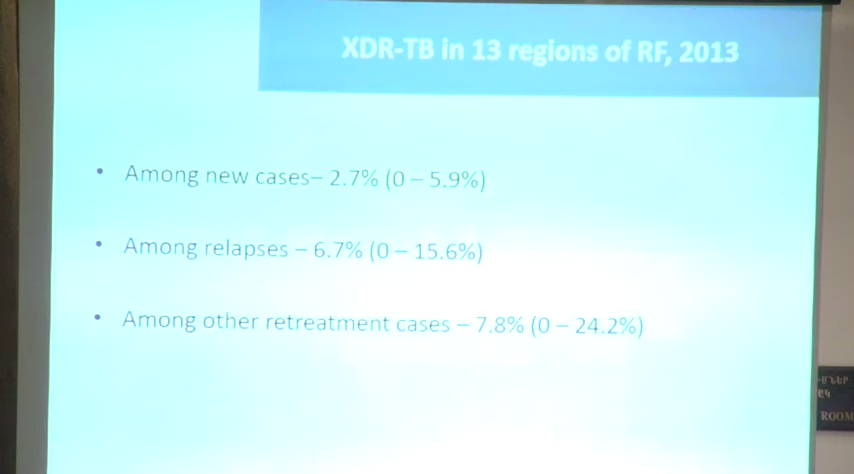 XDR-TB in 13 regions of RF, 2013
• Among new cases– 2.7% (0 – 5.9%)
• Among relapses – 6.7% (0 – 15.6%)
• Among other retreatment cases – 7.8% (0 – 24.2%)
ROOM